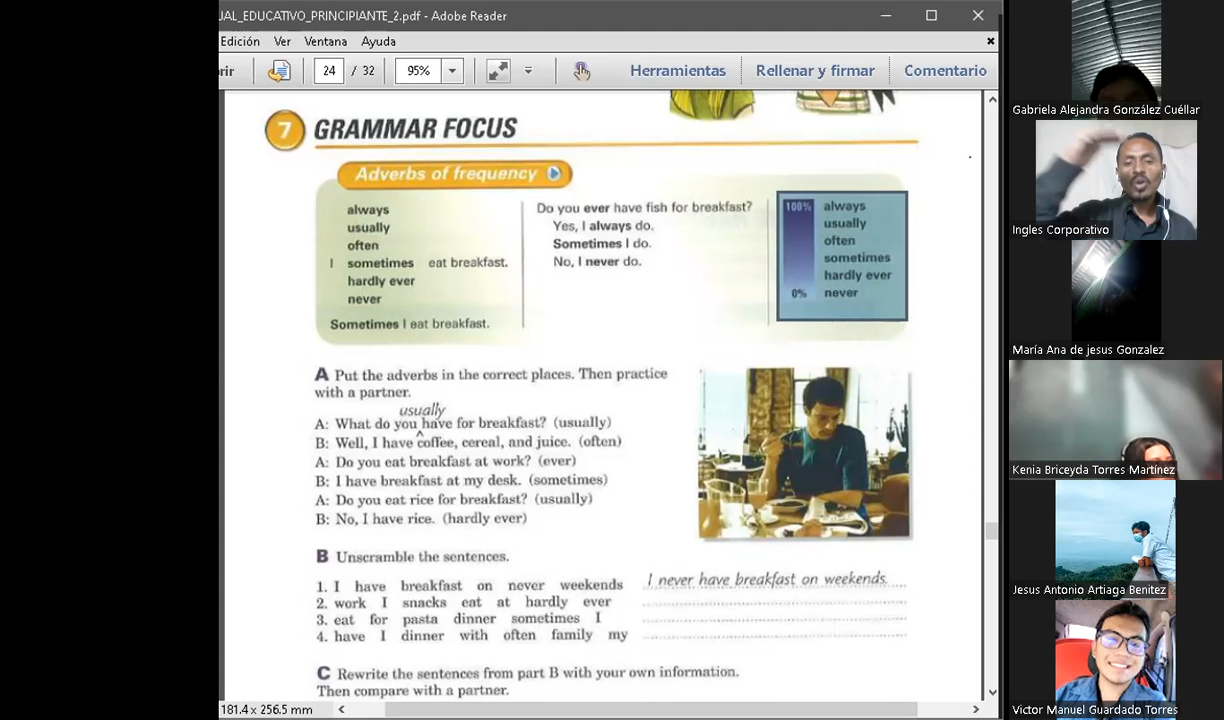 UAL_EDUCATIVO_PRINCIPIANTE_2.pdf - Adobe Reader
Edición Ver Ventana Ayuda
rir 24 / 32 95% Herramientas Rellenar y firmar Comentario
7 GRAMMAR FOCUS
Adverbs of frequency
always
usually
often
I sometimes eat breakfast.
hardly ever
never
Sometimes I eat breakfast.
Do you ever have fish for breakfast?
Yes, I always do.
Sometimes I do.
No, I never do.
100% always
usually
often
sometimes
hardly ever
0% never
A Put the adverbs in the correct places. Then practice
with a partner.
usually
A: What do you have for breakfast? (usually)
B: Well, I have coffee, cereal, and juice. (often)
A: Do you eat breakfast at work? (ever)
B: I have breakfast at my desk. (sometimes)
A: Do you eat rice for breakfast? (usually)
B: No, I have rice. (hardly ever)
B Unscramble the sentences.
1. I have breakfast on never weekends I never have breakfast on weekends.
2. work I snacks eat at hardly ever
3. eat for pasta dinner sometimes I
4. have I dinner with often family my
C Rewrite the sentences from part B with your own information.
Then compare with a partner.
181.4 x 256.5 mm
Gabriela Alejandra González Cuéllar
Ingles Corporativo
María Ana de jesus Gonzalez
Kenia Briceyda Torres Martínez
Jesus Antonio Artiaga Benitez
Victor Manuel Guardado Torres